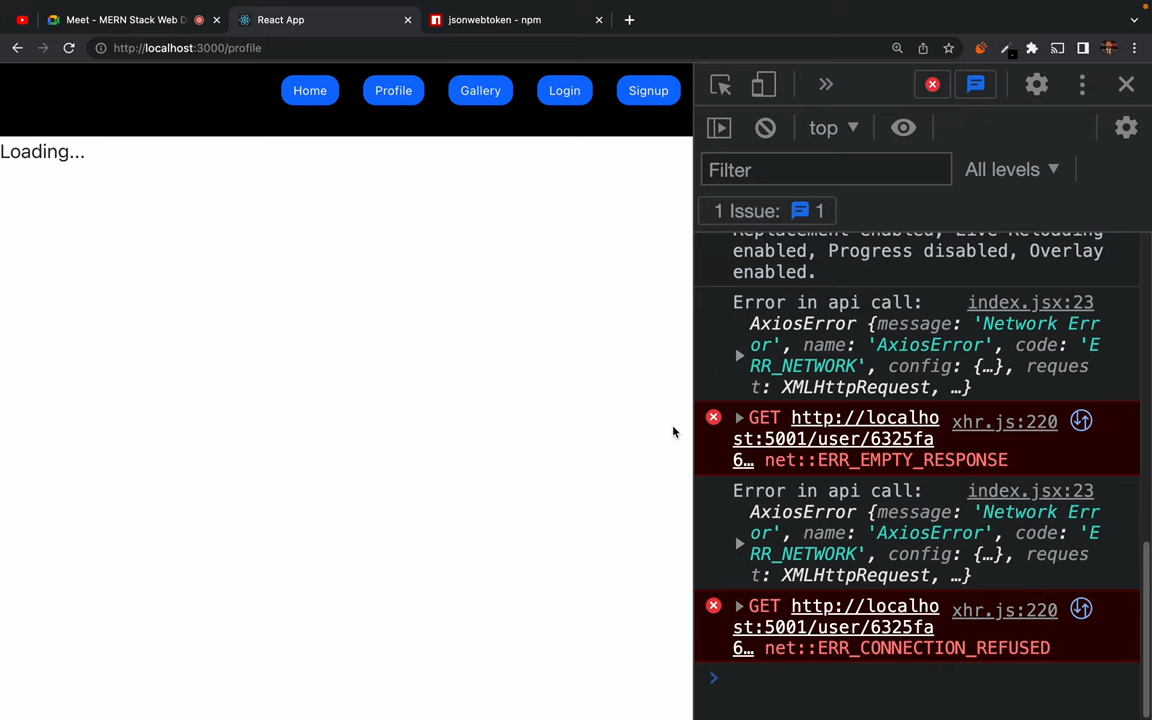 Meet - MERN Stack Web D
React App
jsonwebtoken - npm
http://localhost:3000/profile
Home
Profile
Gallery
Login
Signup
Loading...
top
Filter
All levels
1 Issue: 1
Replacement enabled, Live Reloading
enabled, Progress disabled, Overlay
enabled.
Error in api call: index.jsx:23
AxiosError {message: 'Network Err
or', name: 'AxiosError', code: 'E
RR_NETWORK', config: {…}, reques
t: XMLHttpRequest, …}
GET http://localho xhr.js:220
st:5001/user/6325fa
6… net::ERR_EMPTY_RESPONSE
Error in api call: index.jsx:23
AxiosError {message: 'Network Err
or', name: 'AxiosError', code: 'E
RR_NETWORK', config: {…}, reques
t: XMLHttpRequest, …}
GET http://localho xhr.js:220
st:5001/user/6325fa
6… net::ERR_CONNECTION_REFUSED